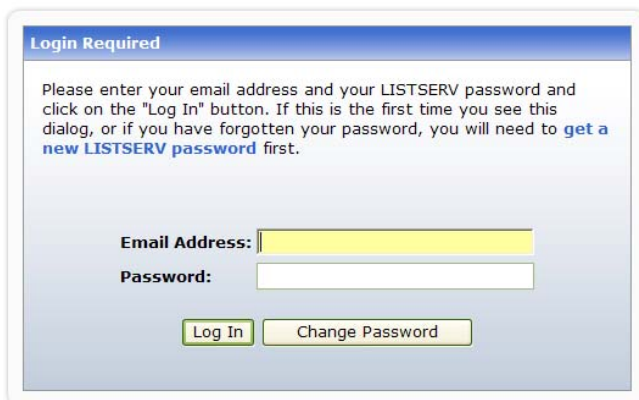 Login Required
Please enter your email address and your LISTSERV password and
click on the "Log In" button. If this is the first time you see this
dialog, or if you have forgotten your password, you will need to get a
new LISTSERV password first.
Email Address:
Password:
Log In Change Password